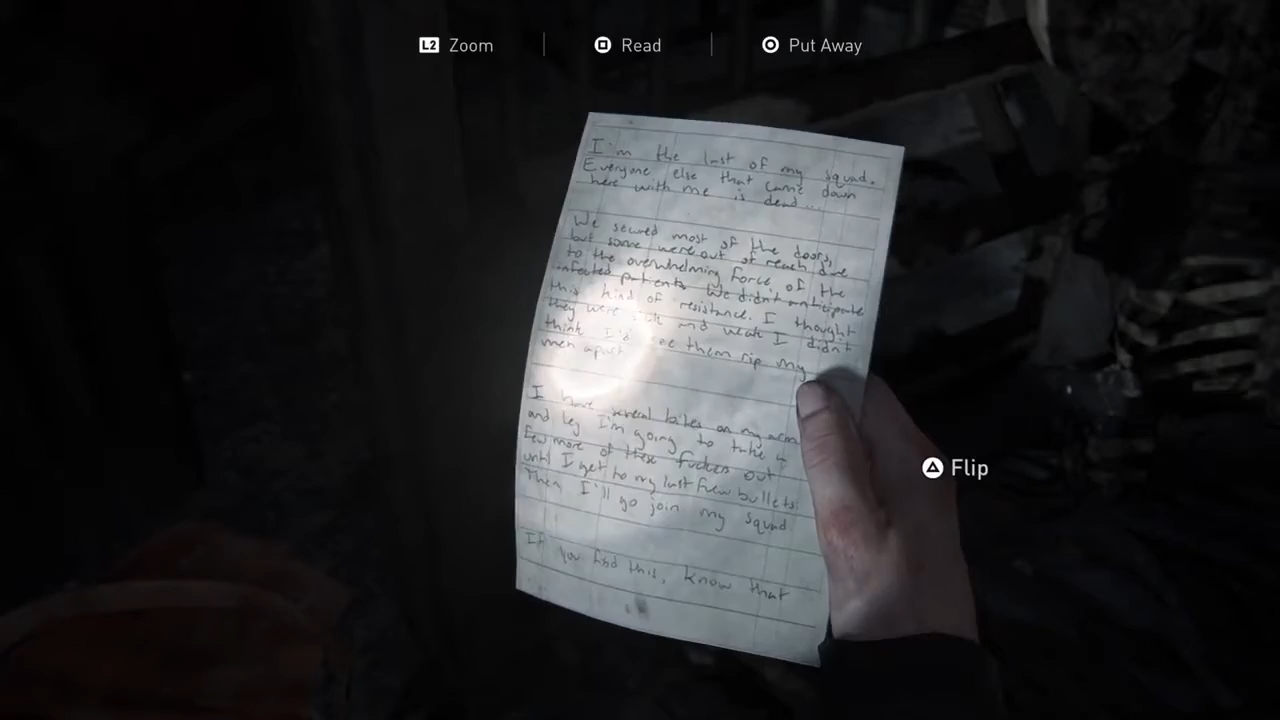 L2 Zoom Read Put Away
I'm the last of my squad.
Everyone else that came down
here with me is dead...
We secured most of the doors,
but some were out of reach due
to the overwhelming force of the
infected patients. We didn't anticipate
this kind of resistance. I thought
they were sick and weak I didn't
think I'd see them rip my
men apart
I have several bites on my arm
and leg I'm going to take a
few more of these fuckers out
until I get to my last few bullets.
Then I'll go join my squad.
If you find this, know that
Flip